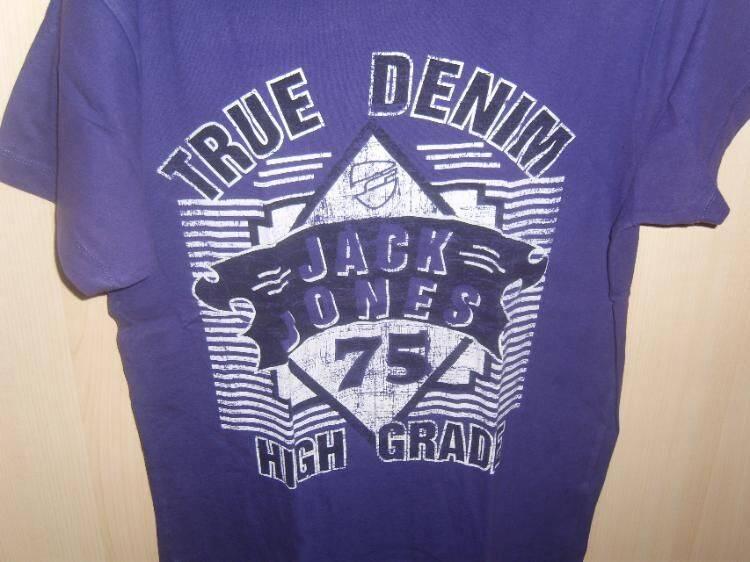 TRUE DENIM
JACK
JONES
75
HIGH GRADE